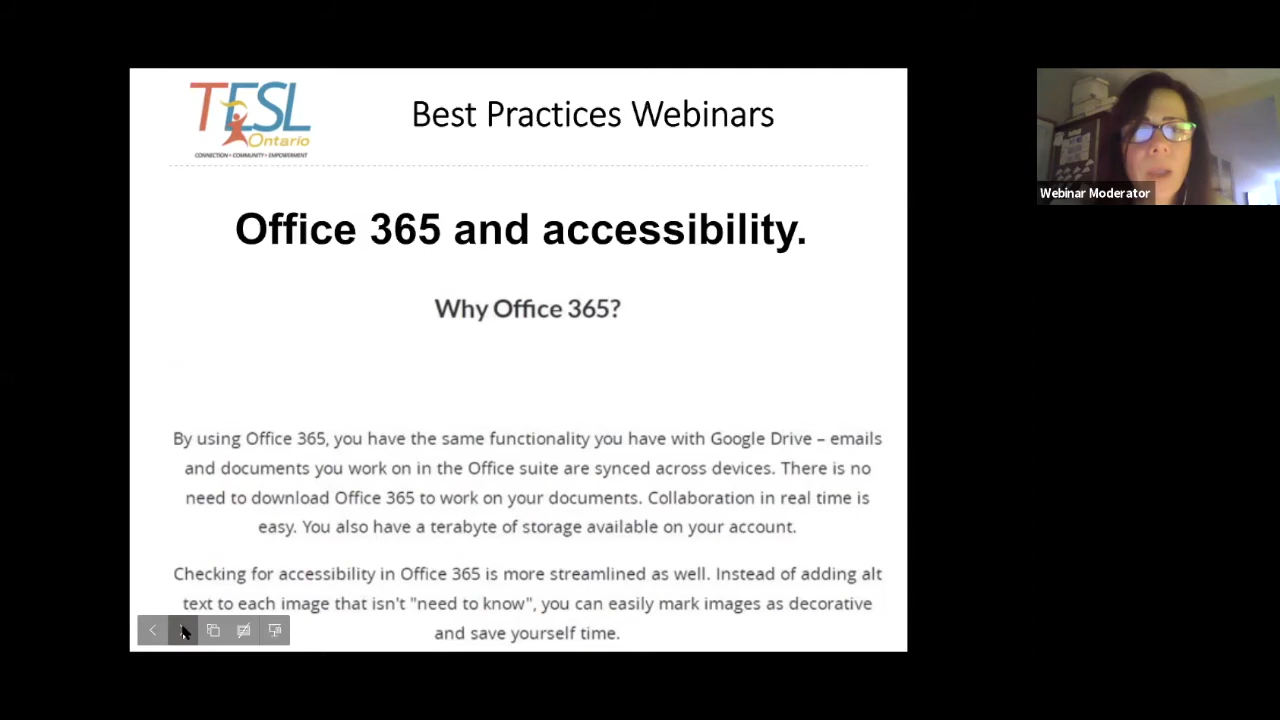 TESL
Ontario
CONNECTION • COMMUNITY • EMPOWERMENT
Best Practices Webinars
Office 365 and accessibility.
Why Office 365?
By using Office 365, you have the same functionality you have with Google Drive – emails
and documents you work on in the Office suite are synced across devices. There is no
need to download Office 365 to work on your documents. Collaboration in real time is
easy. You also have a terabyte of storage available on your account.
Checking for accessibility in Office 365 is more streamlined as well. Instead of adding alt
text to each image that isn't "need to know", you can easily mark images as decorative
and save yourself time.
Webinar Moderator